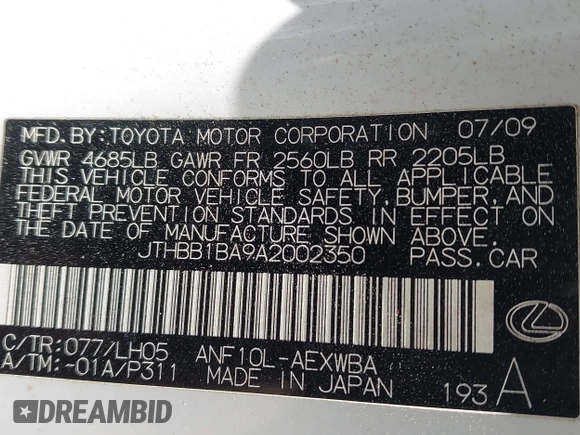 MFD. BY: TOYOTA MOTOR CORPORATION 07/09
GVWR 4685LB GAWR FR 2560LB RR 2205LB
THIS VEHICLE CONFORMS TO ALL APPLICABLE
FEDERAL MOTOR VEHICLE SAFETY, BUMPER, AND
THEFT PREVENTION STANDARDS IN EFFECT ON
THE DATE OF MANUFACTURE SHOWN ABOVE.
JTHBB1BA9A2002350 PASS. CAR
C/TR: 077/LH05 ANF10L-AEXWBA
A/TM: -01A/P311 MADE IN JAPAN 193 A
DREAMBID